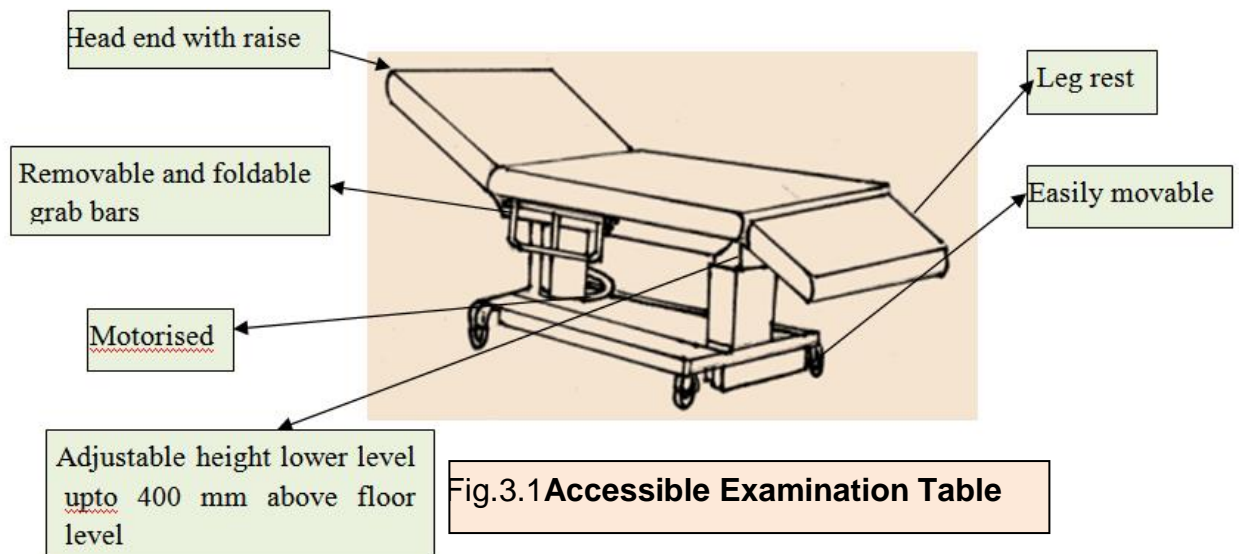 Head end with raise
Leg rest
Removable and foldable
grab bars
Easily movable
Motorised
Adjustable height lower level
upto 400 mm above floor
level
Fig.3.1Accessible Examination Table